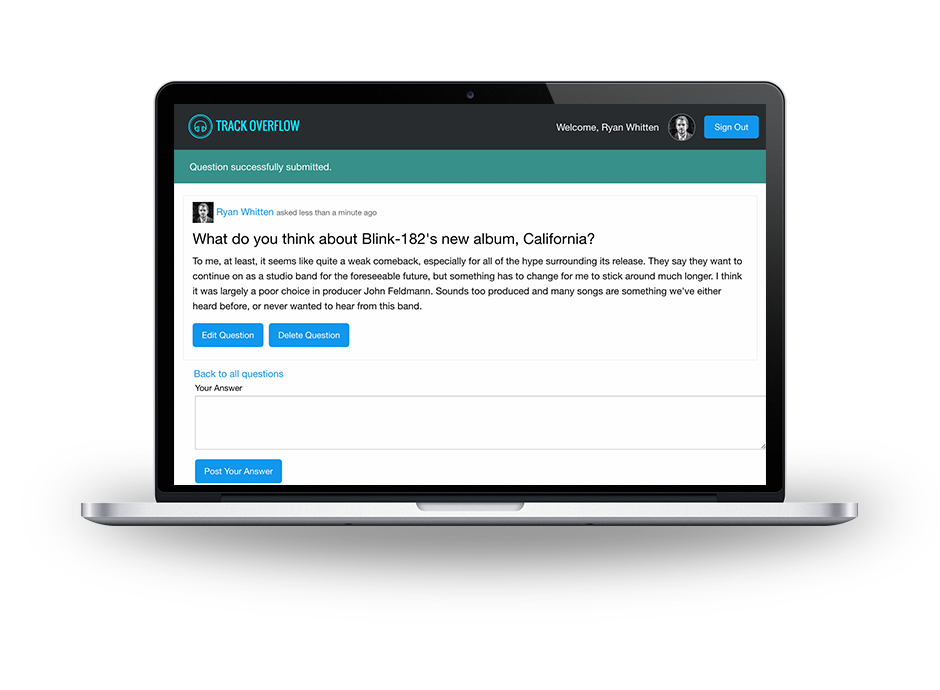 TRACK OVERFLOW
Welcome, Ryan Whitten
Sign Out
Question successfully submitted.
Ryan Whitten asked less than a minute ago
What do you think about Blink-182's new album, California?
To me, at least, it seems like quite a weak comeback, especially for all of the hype surrounding its release. They say they want to
continue on as a studio band for the foreseeable future, but something has to change for me to stick around much longer. I think
it was largely a poor choice in producer John Feldmann. Sounds too produced and many songs are something we've either
heard before, or never wanted to hear from this band.
Edit Question
Delete Question
Back to all questions
Your Answer
Post Your Answer